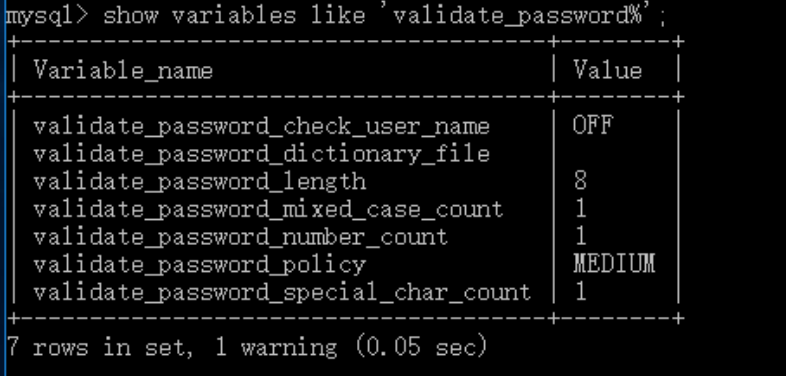 mysql> show variables like 'validate_password%';
+--------------------------------------+--------+
| Variable_name                        | Value  |
+--------------------------------------+--------+
| validate_password_check_user_name    | OFF    |
| validate_password_dictionary_file    |        |
| validate_password_length             | 8      |
| validate_password_mixed_case_count   | 1      |
| validate_password_number_count       | 1      |
| validate_password_policy             | MEDIUM |
| validate_password_special_char_count | 1      |
+--------------------------------------+--------+
7 rows in set, 1 warning (0.05 sec)